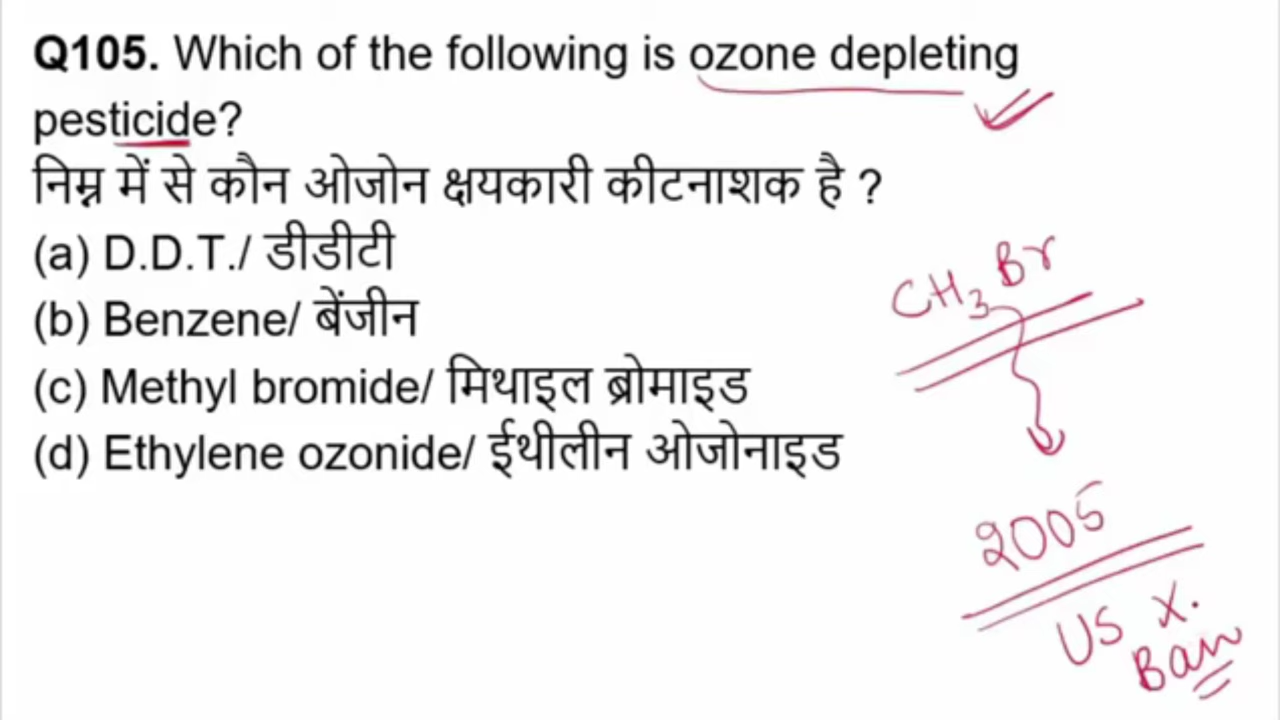 Q105. Which of the following is ozone depleting
pesticide?
निम्न में से कौन ओजोन क्षयकारी कीटनाशक है ?
(a) D.D.T./ डीडीटी
(b) Benzene/ बेंजीन
(c) Methyl bromide/ मिथाइल ब्रोमाइड
(d) Ethylene ozonide/ ईथीलीन ओजोनाइड
CH3Br
2005
US X.
Ban